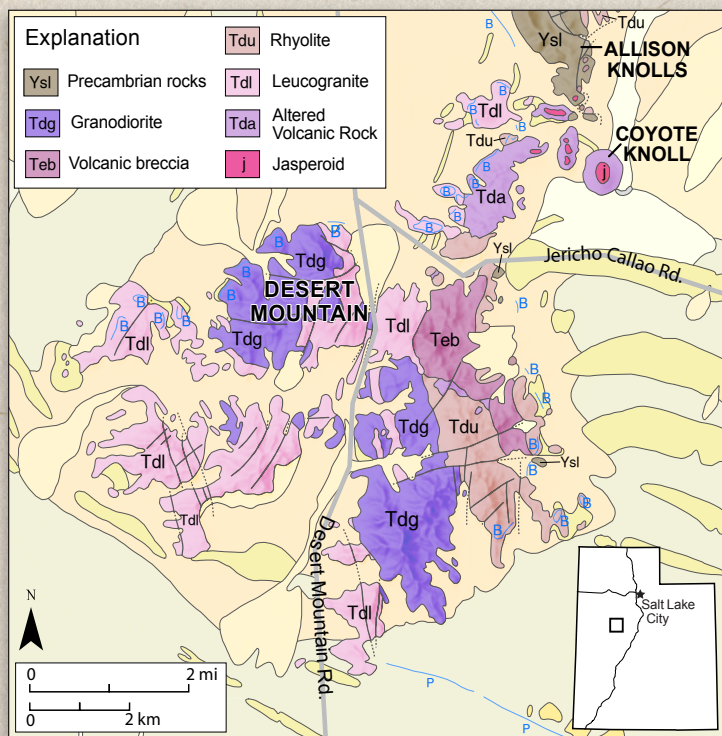 Explanation
Ysl Precambrian rocks
Tdg Granodiorite
Teb Volcanic breccia
Tdu Rhyolite
Tdl Leucogranite
Tda Altered
Volcanic Rock
j Jasperoid
B
Tdu
Ysl
ALLISON
KNOLLS
B
B
Tdl
B
B
Tdu
COYOTE
KNOLL
j
B
B
Tda
B
B
B
B
Ysl
Jericho Callao Rd.
B
Tdg
B
B
DESERT
MOUNTAIN
B
B
B
B
B
Tdl
Tdg
Tdl
Teb
B
B
B
Tdg
Tdu
B
Tdl
Ysl
B
Tdl
Tdg
B
B
B
B
Desert Mountain Rd.
Tdl
P
P
N
0 2 mi
0 2 km
Salt Lake
City